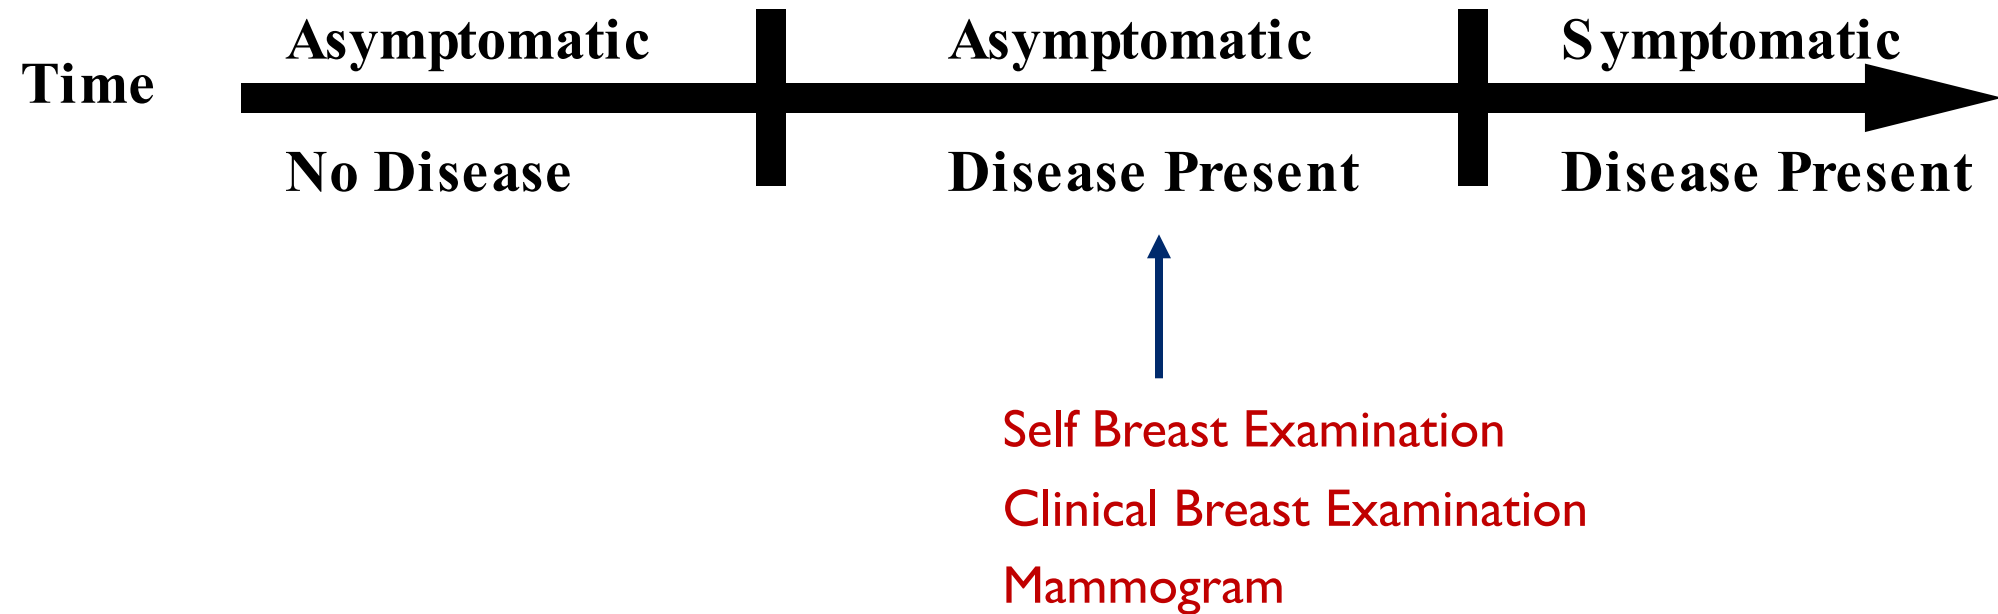 Asymptomatic Asymptomatic Symptomatic
Time
No Disease Disease Present Disease Present
Self Breast Examination
Clinical Breast Examination
Mammogram